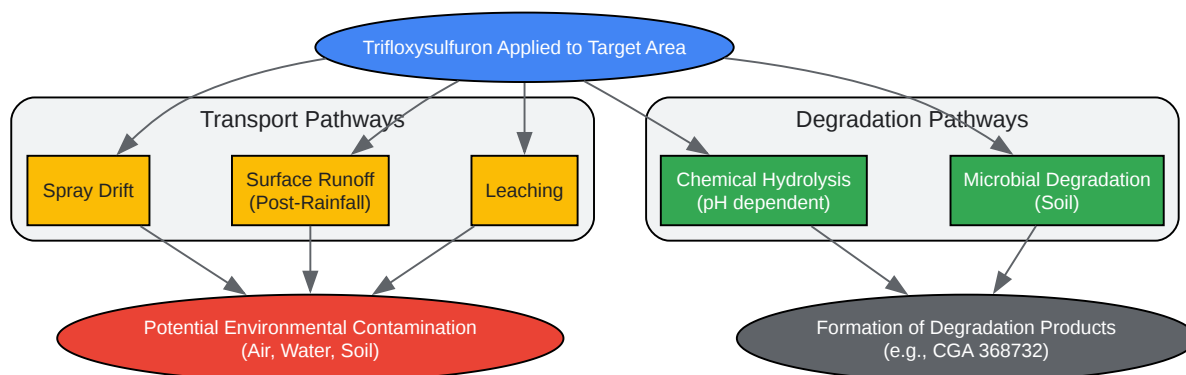 Trifloxysulfuron Applied to Target Area
Transport Pathways
Degradation Pathways
Spray Drift
Surface Runoff
(Post-Rainfall)
Leaching
Chemical Hydrolysis
(pH dependent)
Microbial Degradation
(Soil)
Potential Environmental Contamination
(Air, Water, Soil)
Formation of Degradation Products
(e.g., CGA 368732)